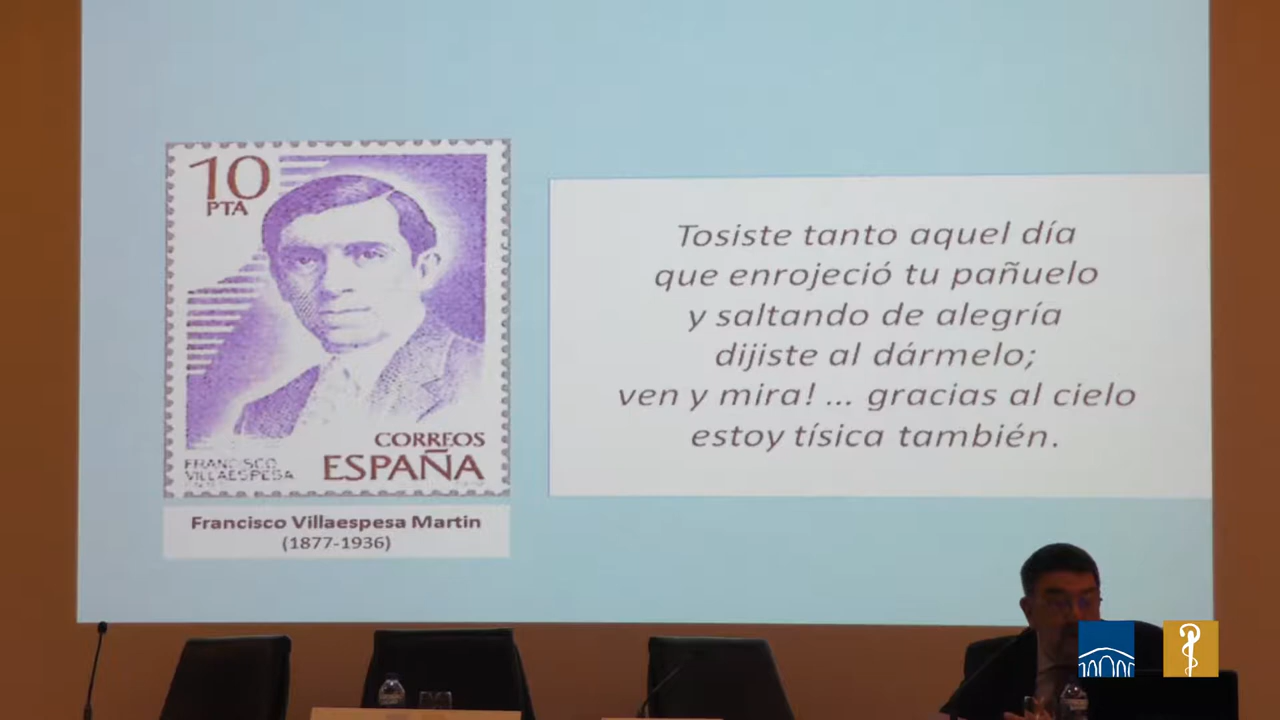 10
PTA
CORREOS
ESPAÑA
FRANCISCO
VILLAESPESA
Francisco Villaespesa Martin
(1877-1936)
Tosiste tanto aquel día
que enrojeció tu pañuelo
y saltando de alegría
dijiste al dármelo;
ven y mira! ... gracias al cielo
estoy tísica también.